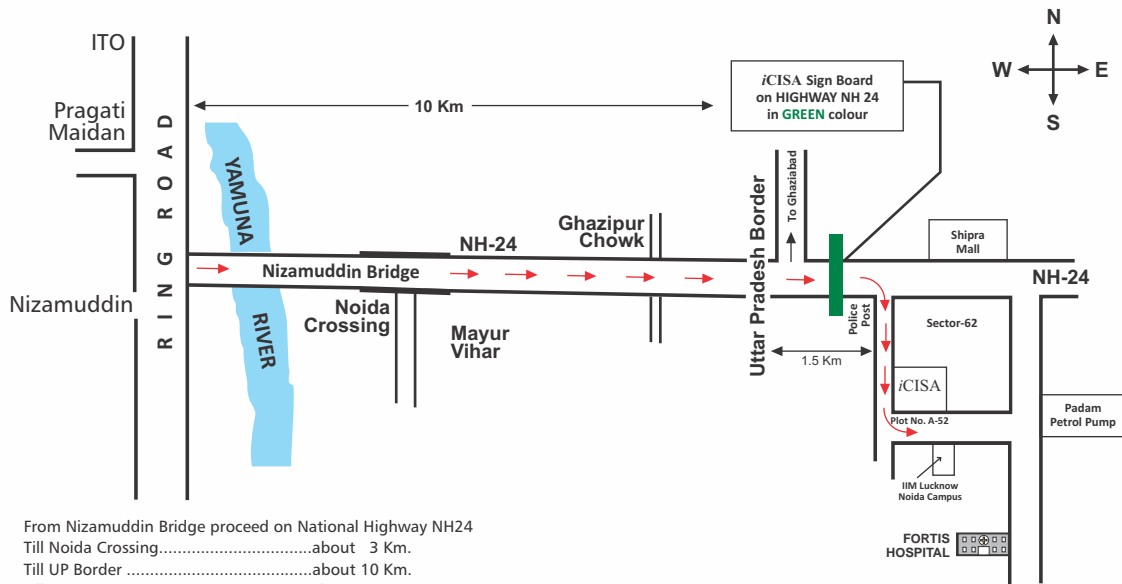 ITO
Pragati
Maidan
RING ROAD
Nizamuddin
10 Km
YAMUNA
RIVER
Nizamuddin Bridge
NH-24
Noida
Crossing
Mayur
Vihar
Ghazipur
Chowk
Uttar Pradesh Border
To Ghaziabad
iCISA Sign Board
on HIGHWAY NH 24
in GREEN colour
N
W
E
S
Shipra
Mall
NH-24
Police
Post
1.5 Km
Sector-62
iCISA
Plot No. A-52
Padam
Petrol Pump
IIM Lucknow
Noida Campus
FORTIS
HOSPITAL
From Nizamuddin Bridge proceed on National Highway NH24
Till Noida Crossing................................about 3 Km.
Till UP Border .......................................about 10 Km.